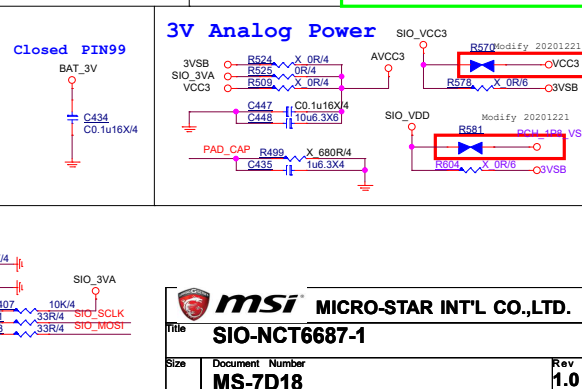 Closed PIN99
BAT_3V
C434
C0.1u16X/4
3V Analog Power
3VSB
R524
X_0R/4
SIO_3VA
R525
0R/4
VCC3
R509
X_0R/4
AVCC3
C447
C0.1u16X/4
C448
10u6.3X6
PAD_CAP
R499
X_680R/4
C435
1u6.3X4
SIO_VCC3
R570
Modify 20201221
VCC3
R578
X_0R/6
3VSB
SIO_VDD
Modify 20201221
R581
PCH_1P8_VS
R604
X_0R/6
3VSB
/4
SIO_3VA
407
10K/4
33R/4
SIO_SCLK
33R/4
SIO_MOSI
msi
MICRO-STAR INT'L CO.,LTD.
Title
SIO-NCT6687-1
Size
Document Number
MS-7D18
Rev
1.0